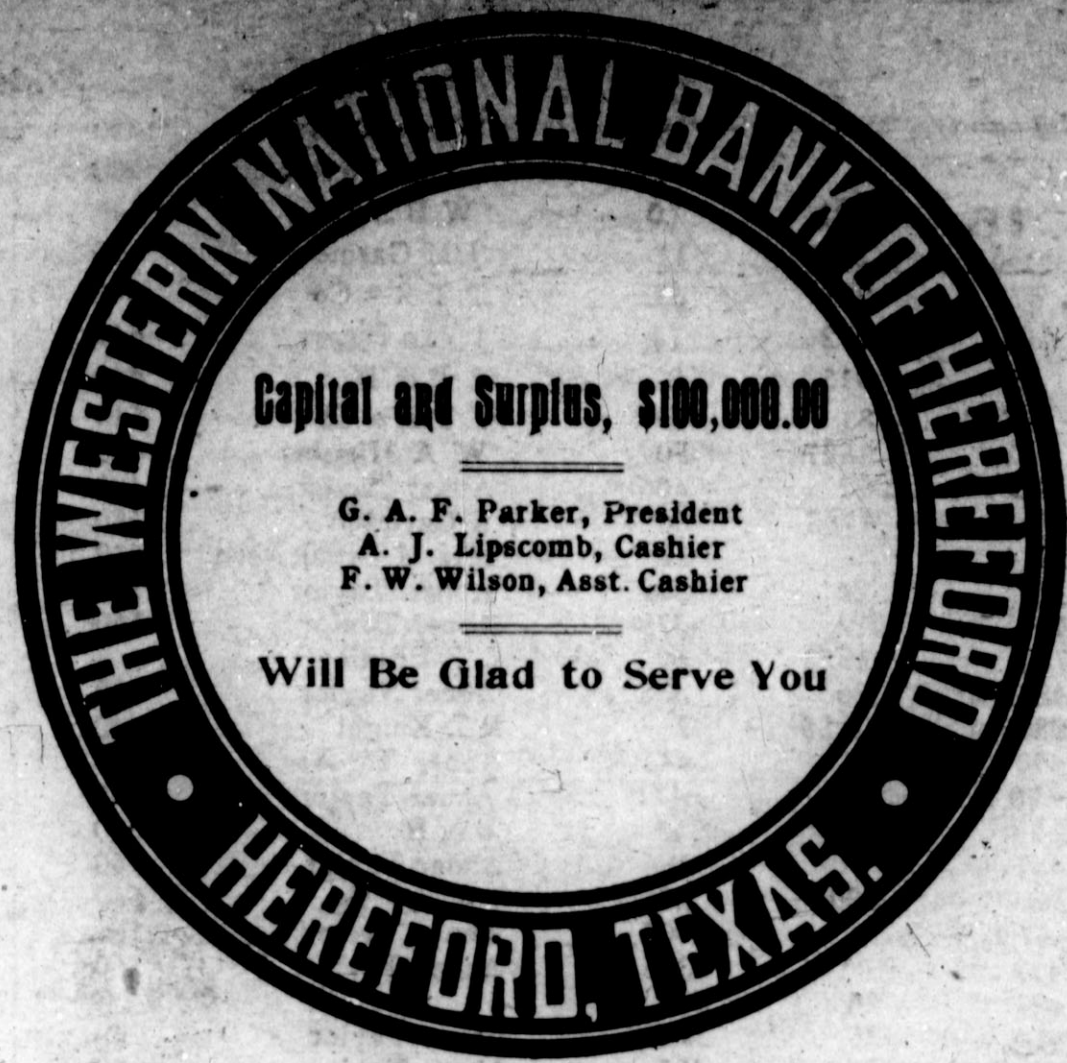 THE WESTERN NATIONAL BANK OF HEREFORD
Capital and Surplus, $100,000.00
G. A. F. Parker, President
A. J. Lipscomb, Cashier
F. W. Wilson, Asst. Cashier
Will Be Glad to Serve You
HEREFORD, TEXAS.